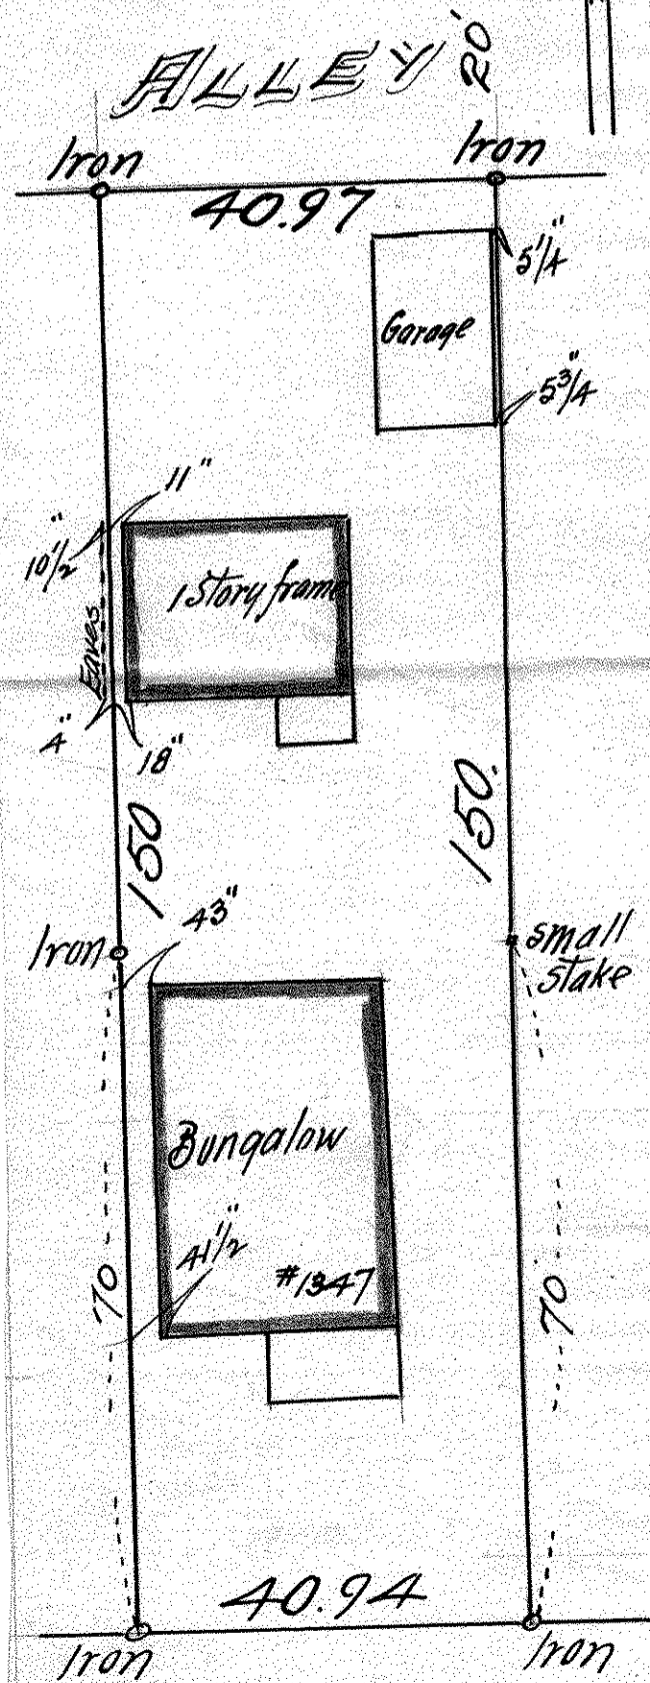 ALLEY 20'
Iron
Iron
40.97
5 1/4"
Garage
5 3/4"
11"
10 1/2"
1 Story frame
Eaves
4"
18"
150
150.
43"
Iron
small
stake
Bungalow
41 1/2"
#1347
70
70
40.94
Iron
Iron